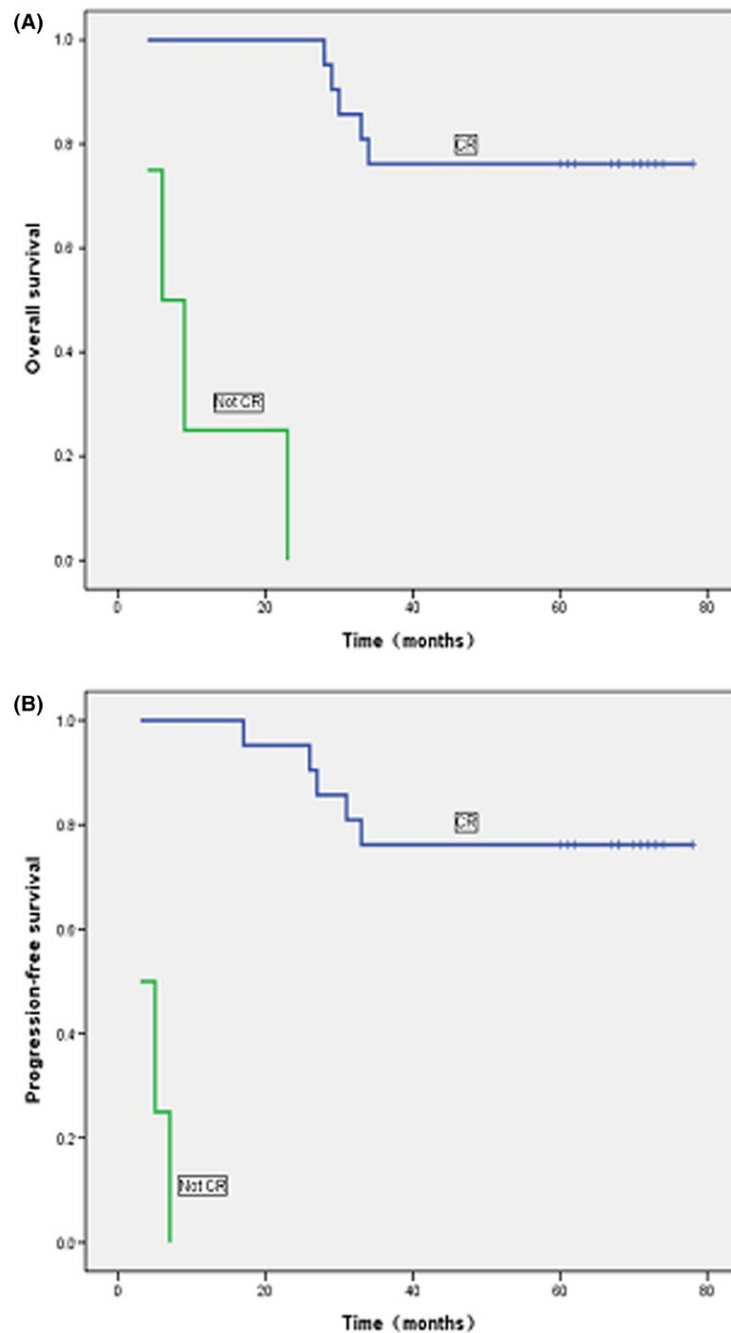 (A)
1.0
0.8
0.6
0.4
0.2
0.0
Overall survival
CR
Not CR
0 20 40 60 80
Time（months）
(B)
1.0
0.8
0.6
0.4
0.2
0.0
Progression-free survival
CR
Not CR
0 20 40 60 80
Time（months）